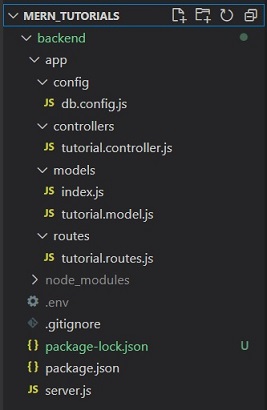 MERN_TUTORIALS
backend
app
config
JS db.config.js
controllers
JS tutorial.controller.js
models
JS index.js
JS tutorial.model.js
routes
JS tutorial.routes.js
node_modules
.env
.gitignore
{} package-lock.json U
{} package.json
JS server.js